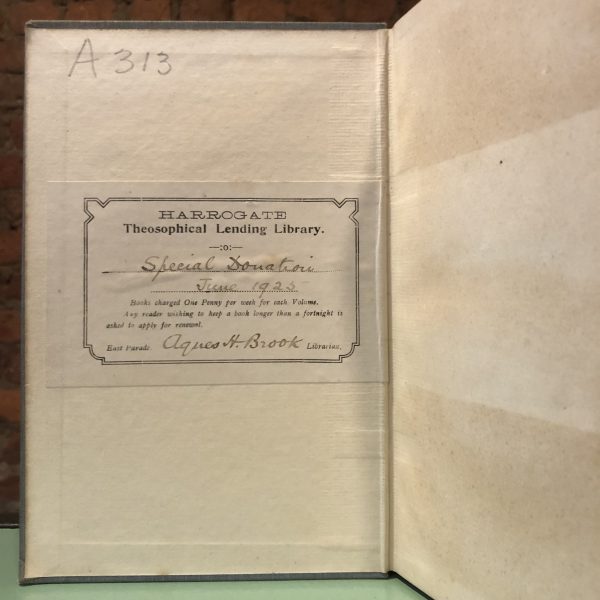 A 313
HARROGATE
Theosophical Lending Library.
—:o:—
Special Donation
June 1925
Books charged One Penny per week for each Volume.
Any reader wishing to keep a book longer than a fortnight is
asked to apply for renewal.
East Parade. Agnes H. Brook Librarian.